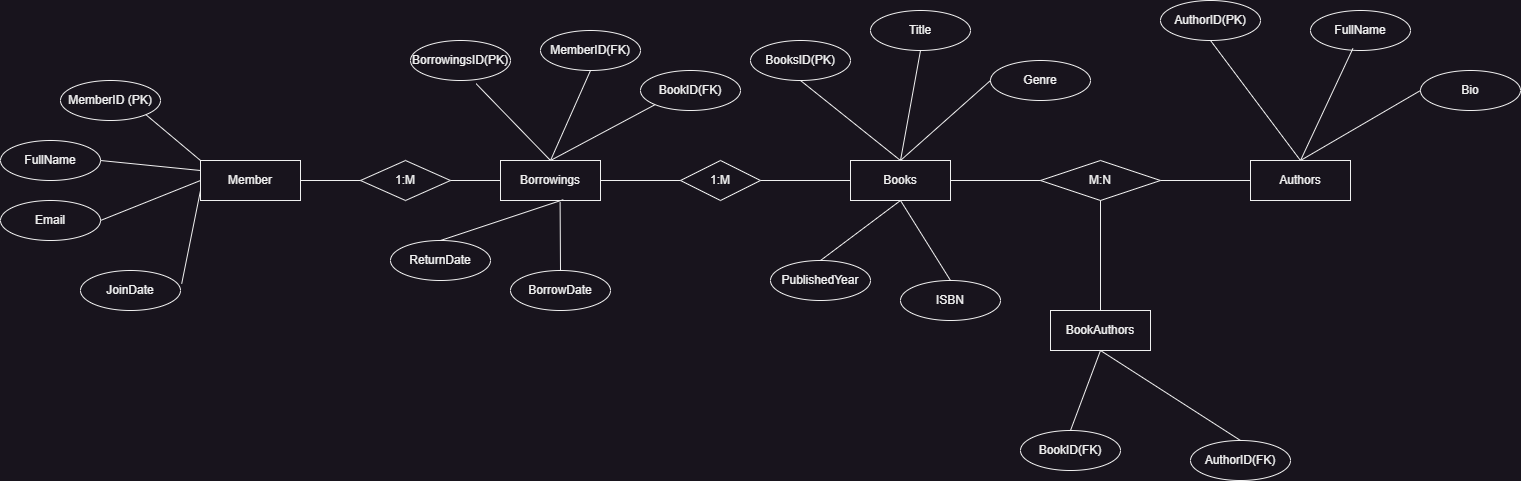 AuthorID(PK)
Title
FullName
BorrowingsID(PK)
MemberID(FK)
BooksID(PK)
Genre
BookID(FK)
Bio
MemberID (PK)
FullName
Member
1:M
Borrowings
1:M
Books
M:N
Authors
Email
ReturnDate
JoinDate
BorrowDate
PublishedYear
ISBN
BookAuthors
BookID(FK)
AuthorID(FK)